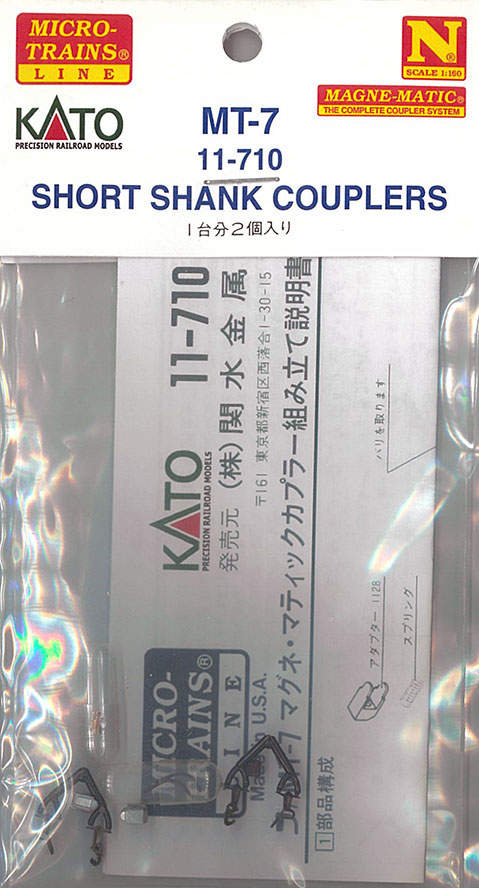 MICRO-
TRAINS®
LINE
N®
SCALE 1:160
MAGNE-MATIC®
THE COMPLETE COUPLER SYSTEM
KATO
PRECISION RAILROAD MODELS
MT-7
11-710
SHORT SHANK COUPLERS
1台分2個入り
KATO 11-710
PRECISION RAILROAD MODELS
発売元 (株)関水金属
〒161 東京都新宿区西落合1-30-15
MICRO-
TRAINS®
LINE
Made in U.S.A.
MT-7 マグネ・マティックカプラー組み立て説明書
1 部品構成
バリを取ります
アダプター 1128
スプリング